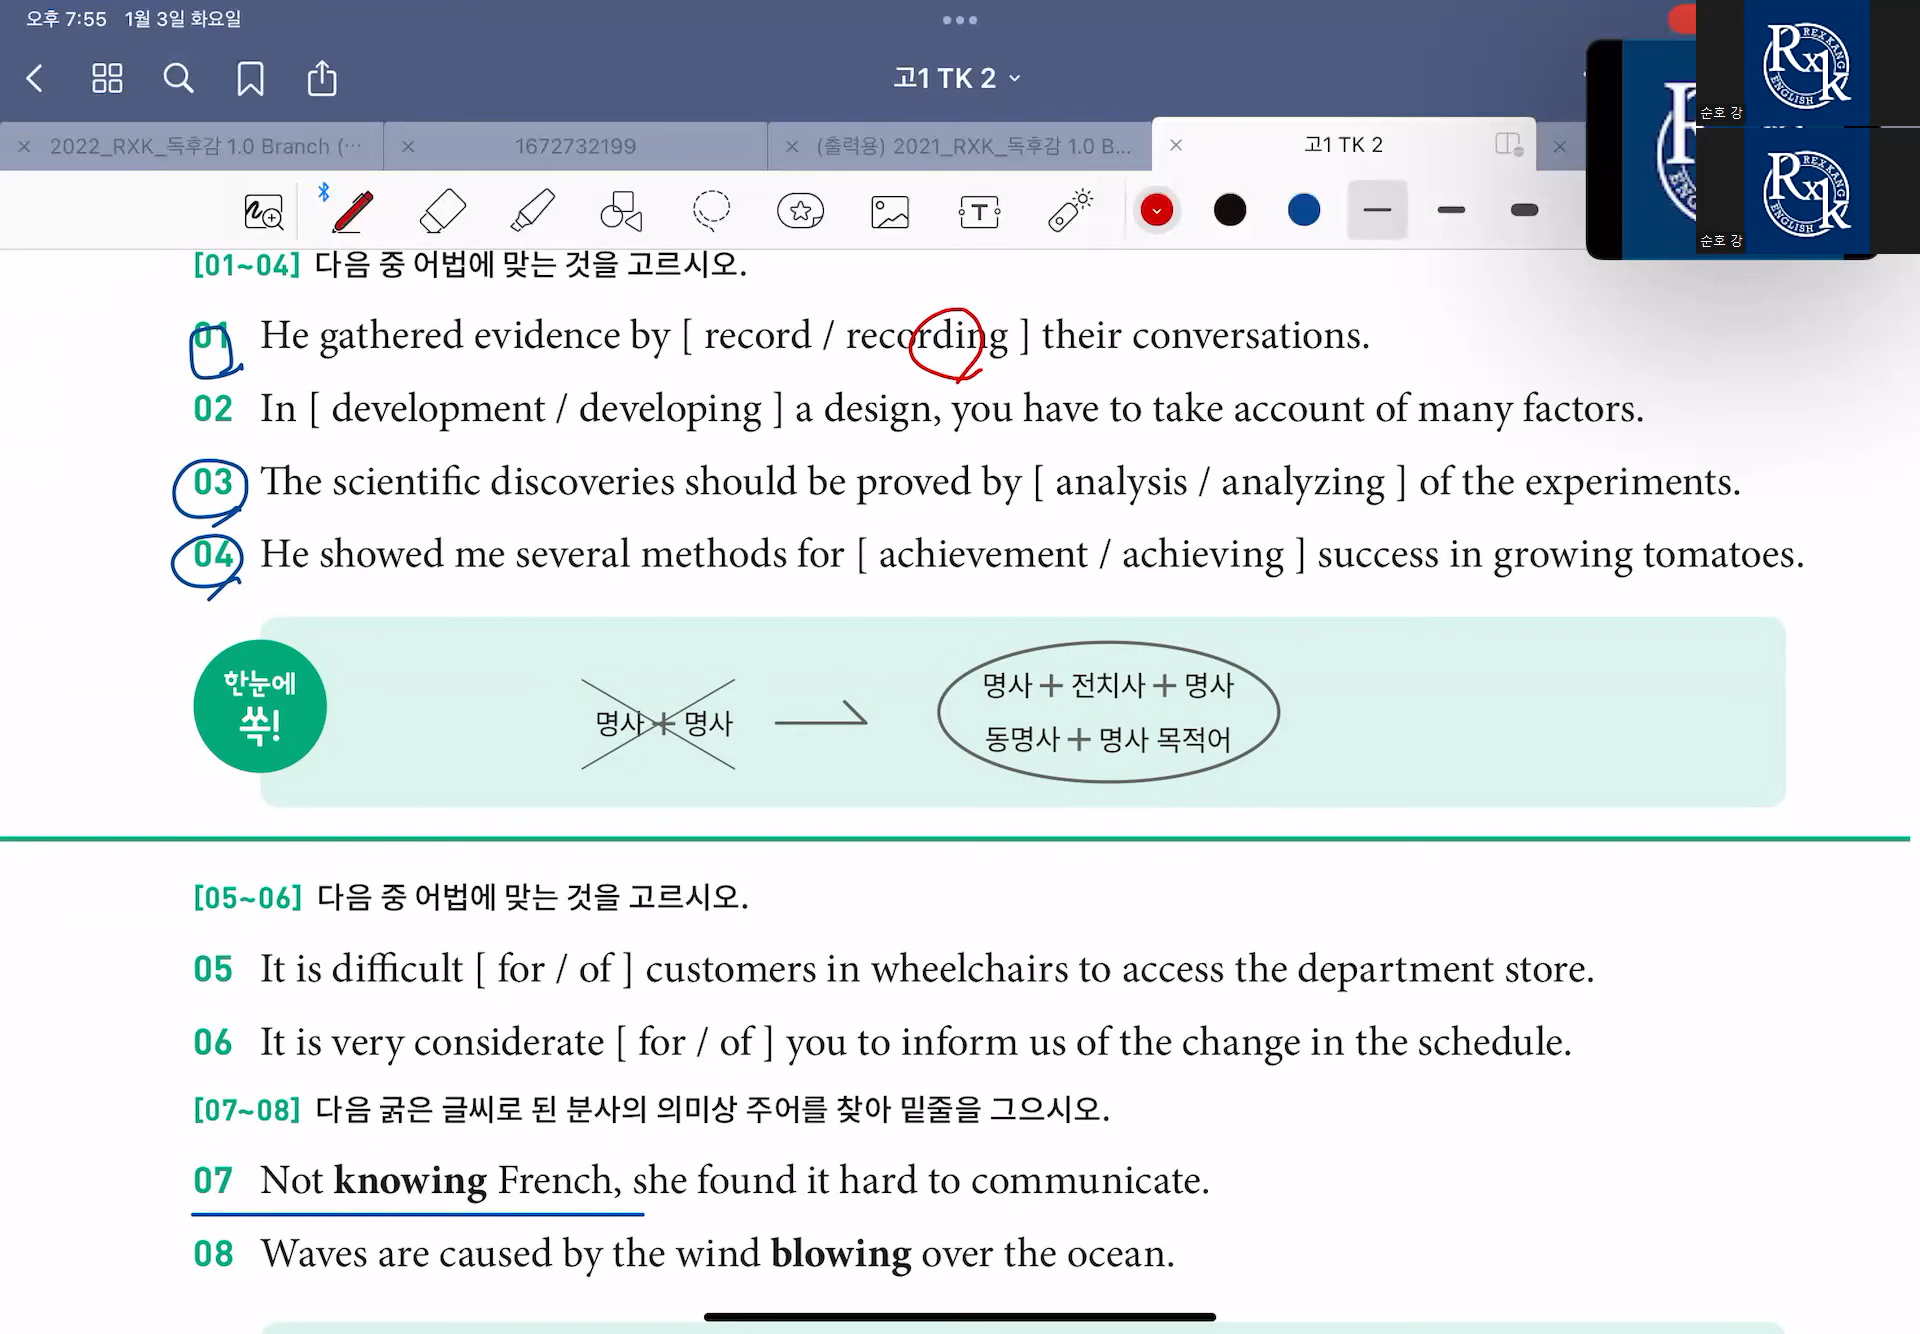 오후 7:55 1월 3일 화요일
고1 TK 2
2022_RXK_독후감 1.0 Branch (…
1672732199
(출력용) 2021_RXK_독후감 1.0 B...
고1 TK 2
REX KANG
RxK
ENGLISH
순호 강
REX KANG
RxK
ENGLISH
순호 강
[01~04] 다음 중 어법에 맞는 것을 고르시오.
01 He gathered evidence by [ record / recording ] their conversations.
02 In [ development / developing ] a design, you have to take account of many factors.
03 The scientific discoveries should be proved by [ analysis / analyzing ] of the experiments.
04 He showed me several methods for [ achievement / achieving ] success in growing tomatoes.
한눈에
쏙!
명사 + 명사
명사 + 전치사 + 명사
동명사 + 명사 목적어
[05~06] 다음 중 어법에 맞는 것을 고르시오.
05 It is difficult [ for / of ] customers in wheelchairs to access the department store.
06 It is very considerate [ for / of ] you to inform us of the change in the schedule.
[07~08] 다음 굵은 글씨로 된 분사의 의미상 주어를 찾아 밑줄을 그으시오.
07 Not knowing French, she found it hard to communicate.
08 Waves are caused by the wind blowing over the ocean.